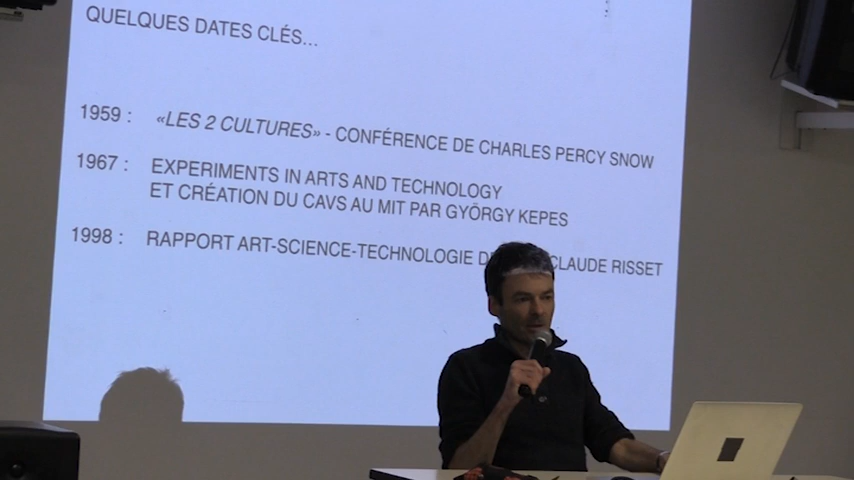 QUELQUES DATES CLÉS...
1959 : «LES 2 CULTURES» - CONFÉRENCE DE CHARLES PERCY SNOW
1967 : EXPERIMENTS IN ARTS AND TECHNOLOGY
ET CRÉATION DU CAVS AU MIT PAR GYÖRGY KEPES
1998 : RAPPORT ART-SCIENCE-TECHNOLOGIE CLAUDE RISSET